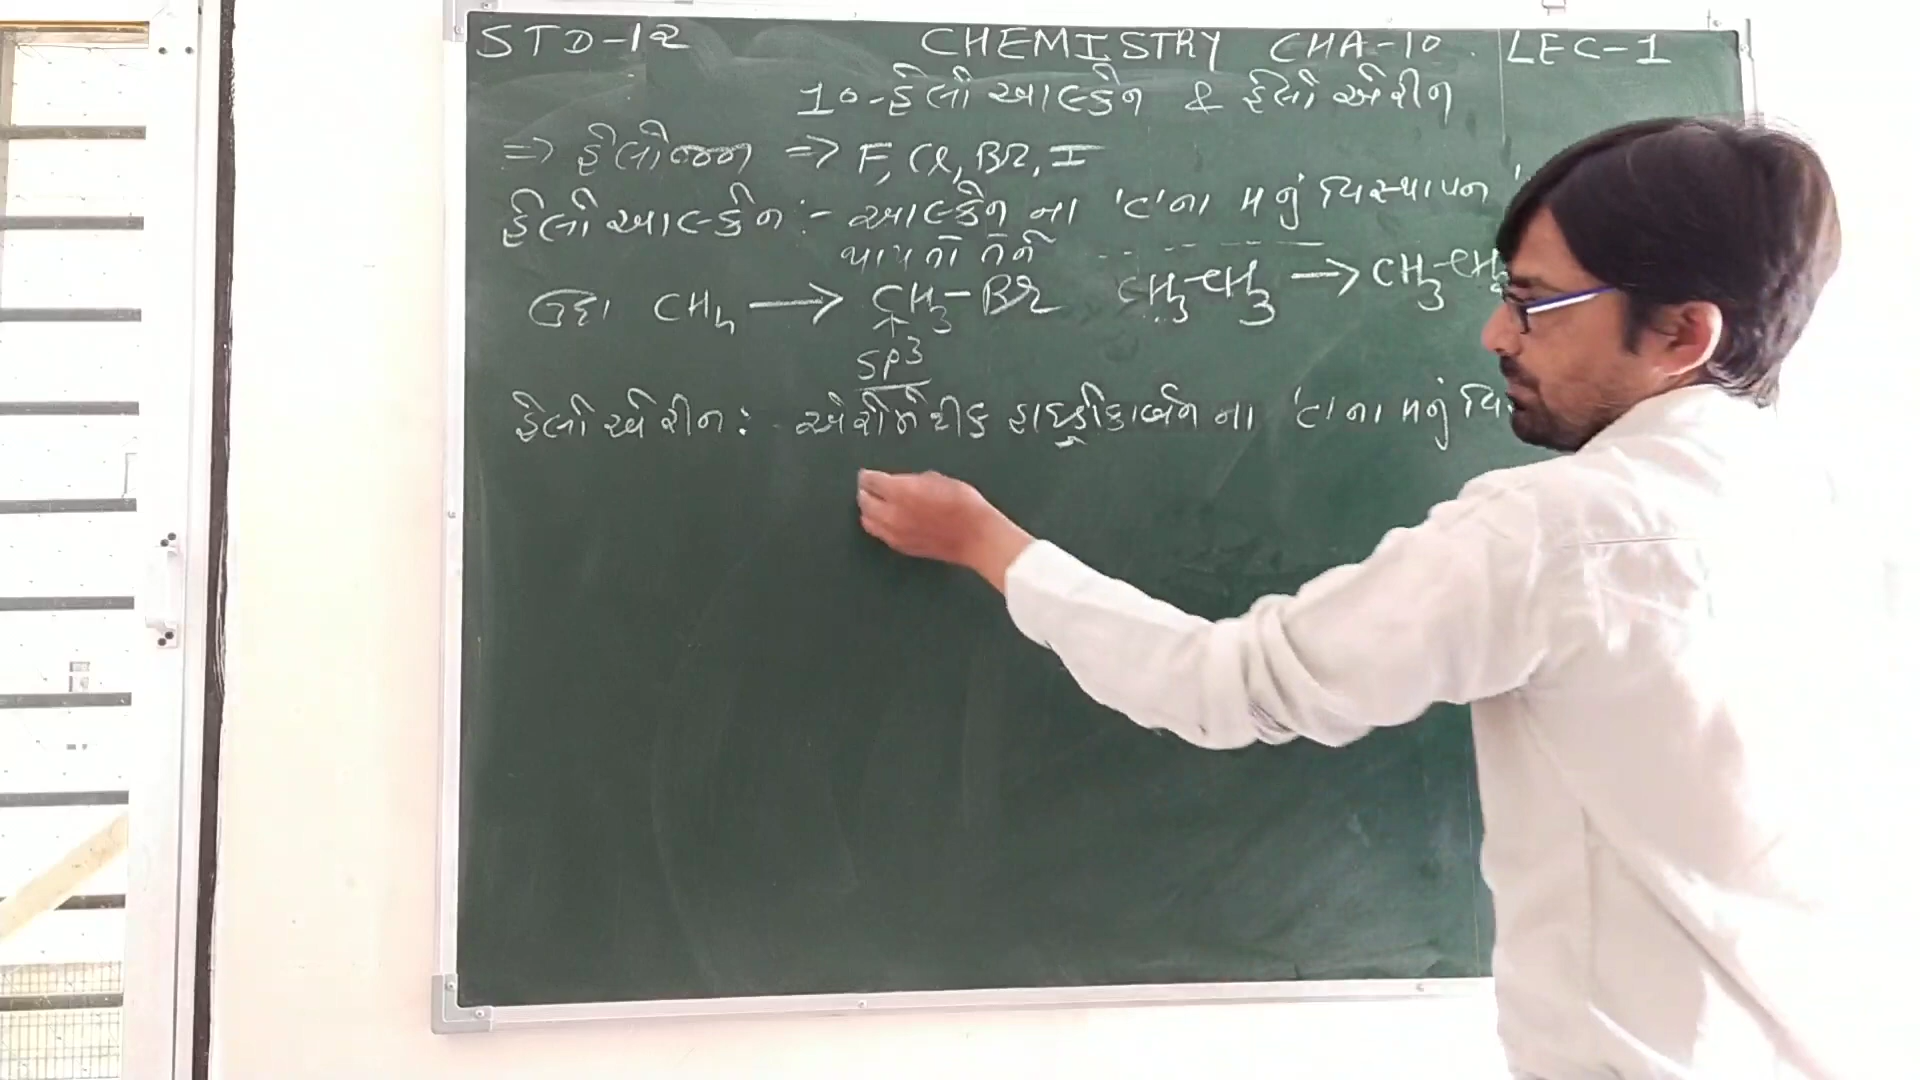 STD-12 CHEMISTRY CHA-10. LEC-1
10-હેલો આલ્કેન & હેલો એરીન
=> હેલોજન => F, Cl, Br, I
હેલો આલ્કેન :- આલ્કેન ના 'C' ના H નું વિસ્થાપન '
થાય તો તેને
ઉદા CH4 → CH3-Br CH3-CH3 → CH3-CH2
↑
sp3
હેલો એરીન : એરોમેટીક હાઇડ્રોકાર્બન ના 'C' ના H નું